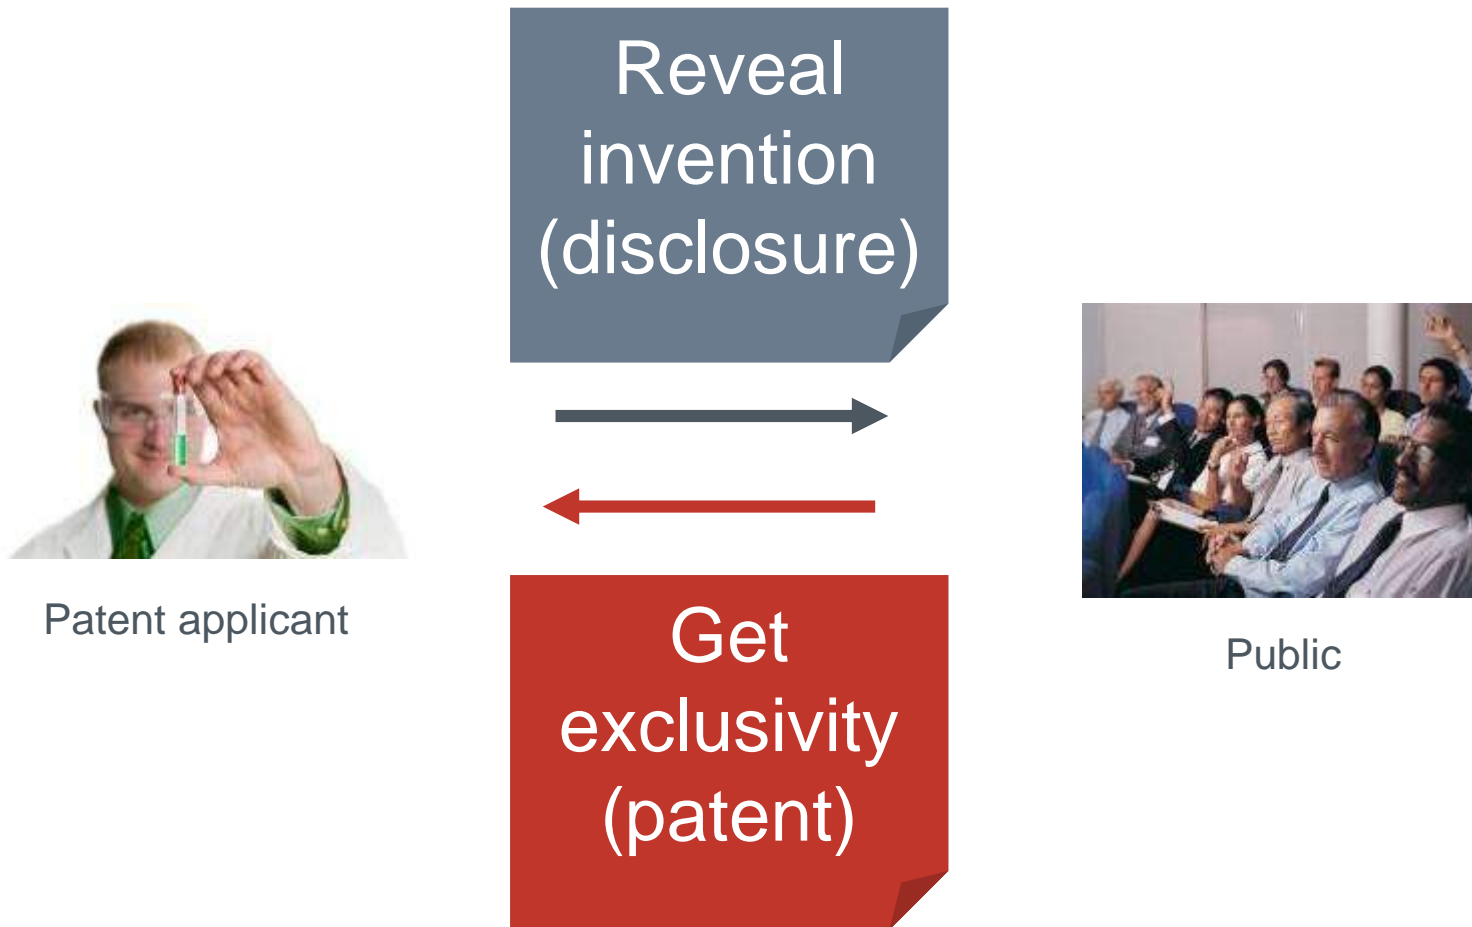 Reveal
invention
(disclosure)
Patent applicant
Public
Get
exclusivity
(patent)